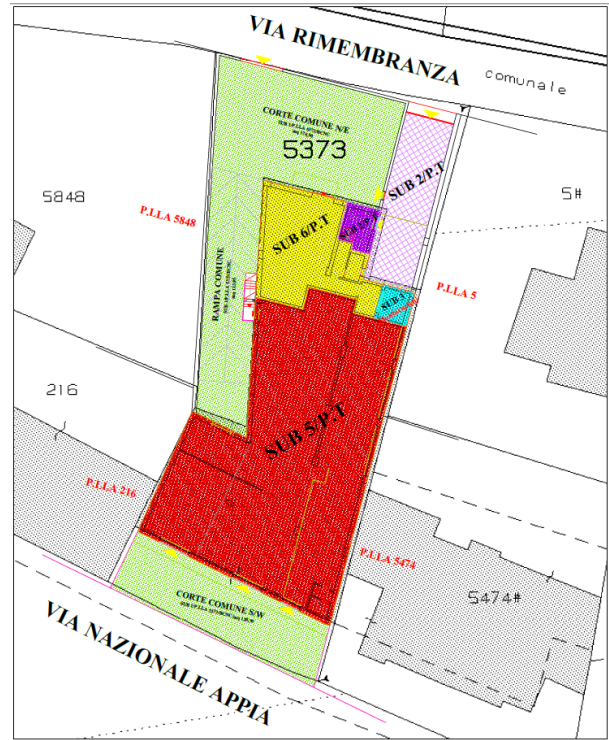 VIA RIMEMBRANZA
comunale
CORTE COMUNE N/E
5373
SUB 2/P.T
5848
5#
P.LLA 5848
SUB 6/P.T
P.LLA 5
RAMPA COMUNE
216
SUB 5/P.T
P.LLA 216
P.LLA 5474
CORTE COMUNE S/W
5474#
VIA NAZIONALE APPIA